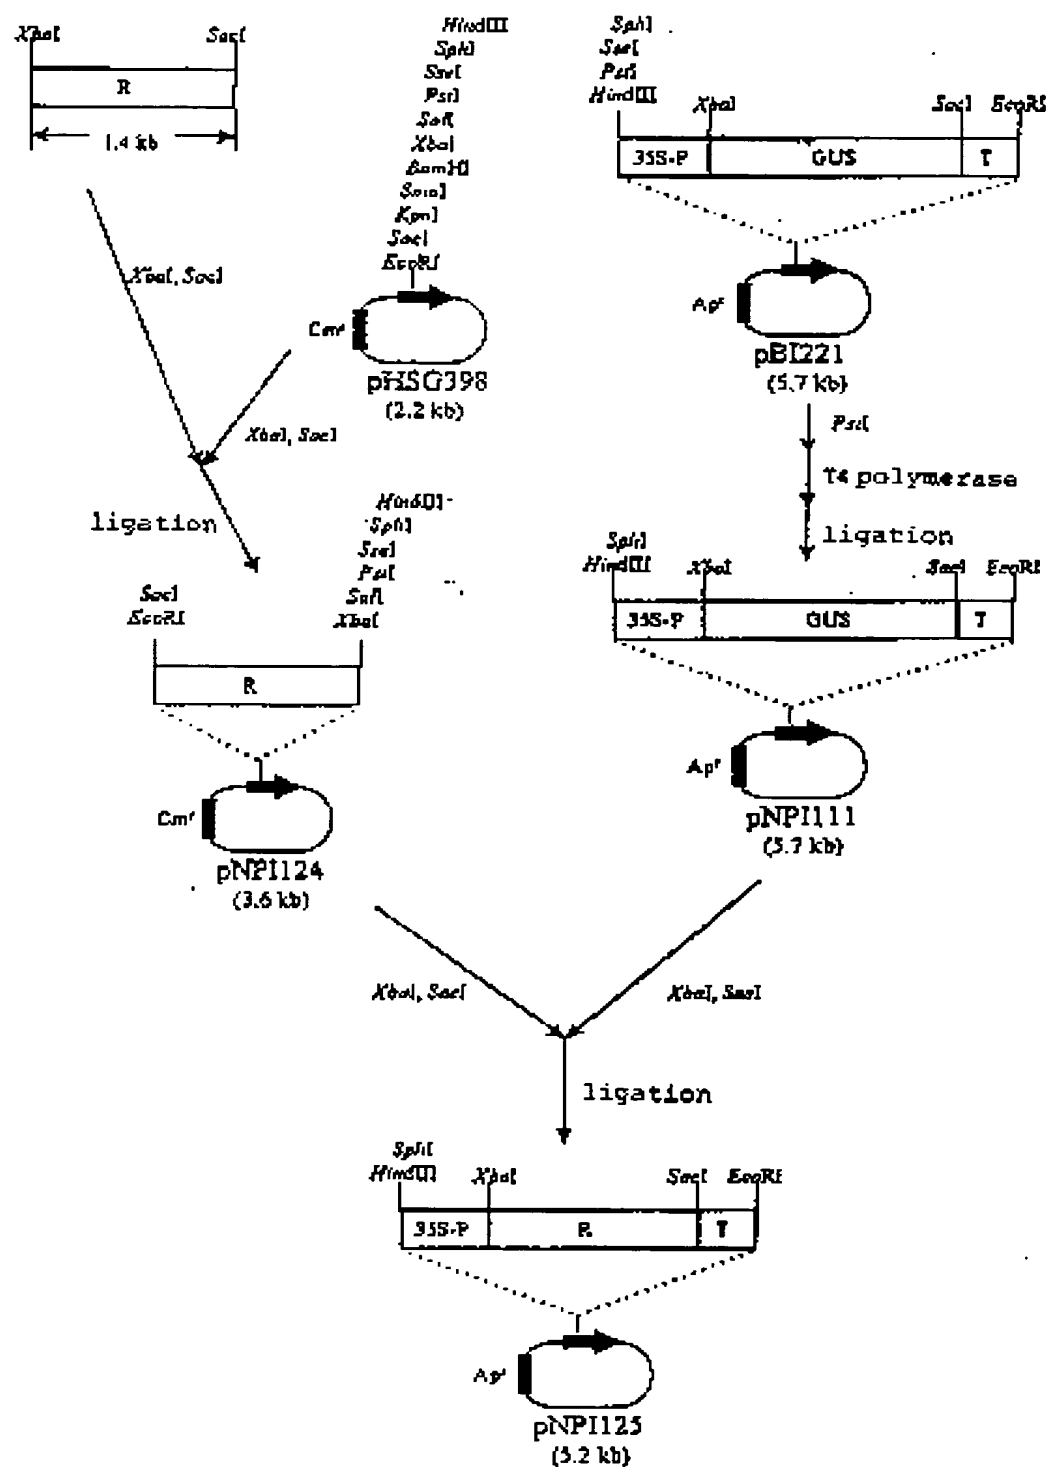 XbaI SacI
R
1.4 kb
HindIII
SphI
SseI
PstI
SalI
XbaI
BamHI
SmaI
KpnI
SacI
EcoRI
Cmʳ
pHSG398
(2.2 kb)
SphI
SseI
PstI
HindIII
XbaI SacI EcoRI
35S-P GUS T
Apʳ
pBI221
(5.7 kb)
XbaI, SacI
XbaI, SacI
ligation
PstI
T4 polymerase
ligation
HindIII
SphI
SseI
PstI
SalI
XbaI
SacI
EcoRI
R
Cmʳ
pNPI124
(3.6 kb)
SphI
HindIII XbaI SacI EcoRI
35S-P GUS T
Apʳ
pNPI111
(5.7 kb)
XbaI, SacI XbaI, SacI
ligation
SphI
HindIII XbaI SacI EcoRI
35S-P R T
Apʳ
pNPI125
(5.2 kb)